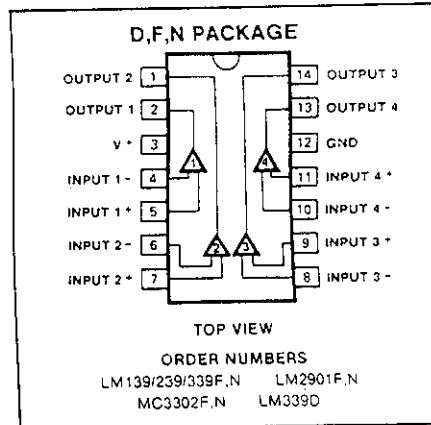 D,F,N PACKAGE
OUTPUT 2 1 14 OUTPUT 3
OUTPUT 1 2 13 OUTPUT 4
V + 3 12 GND
INPUT 1 - 4 1 4 11 INPUT 4 +
INPUT 1 + 5 10 INPUT 4 -
INPUT 2 - 6 2 3 9 INPUT 3 +
INPUT 2 + 7 8 INPUT 3 -
TOP VIEW
ORDER NUMBERS
LM139/239/339F,N LM2901F,N
MC3302F,N LM339D